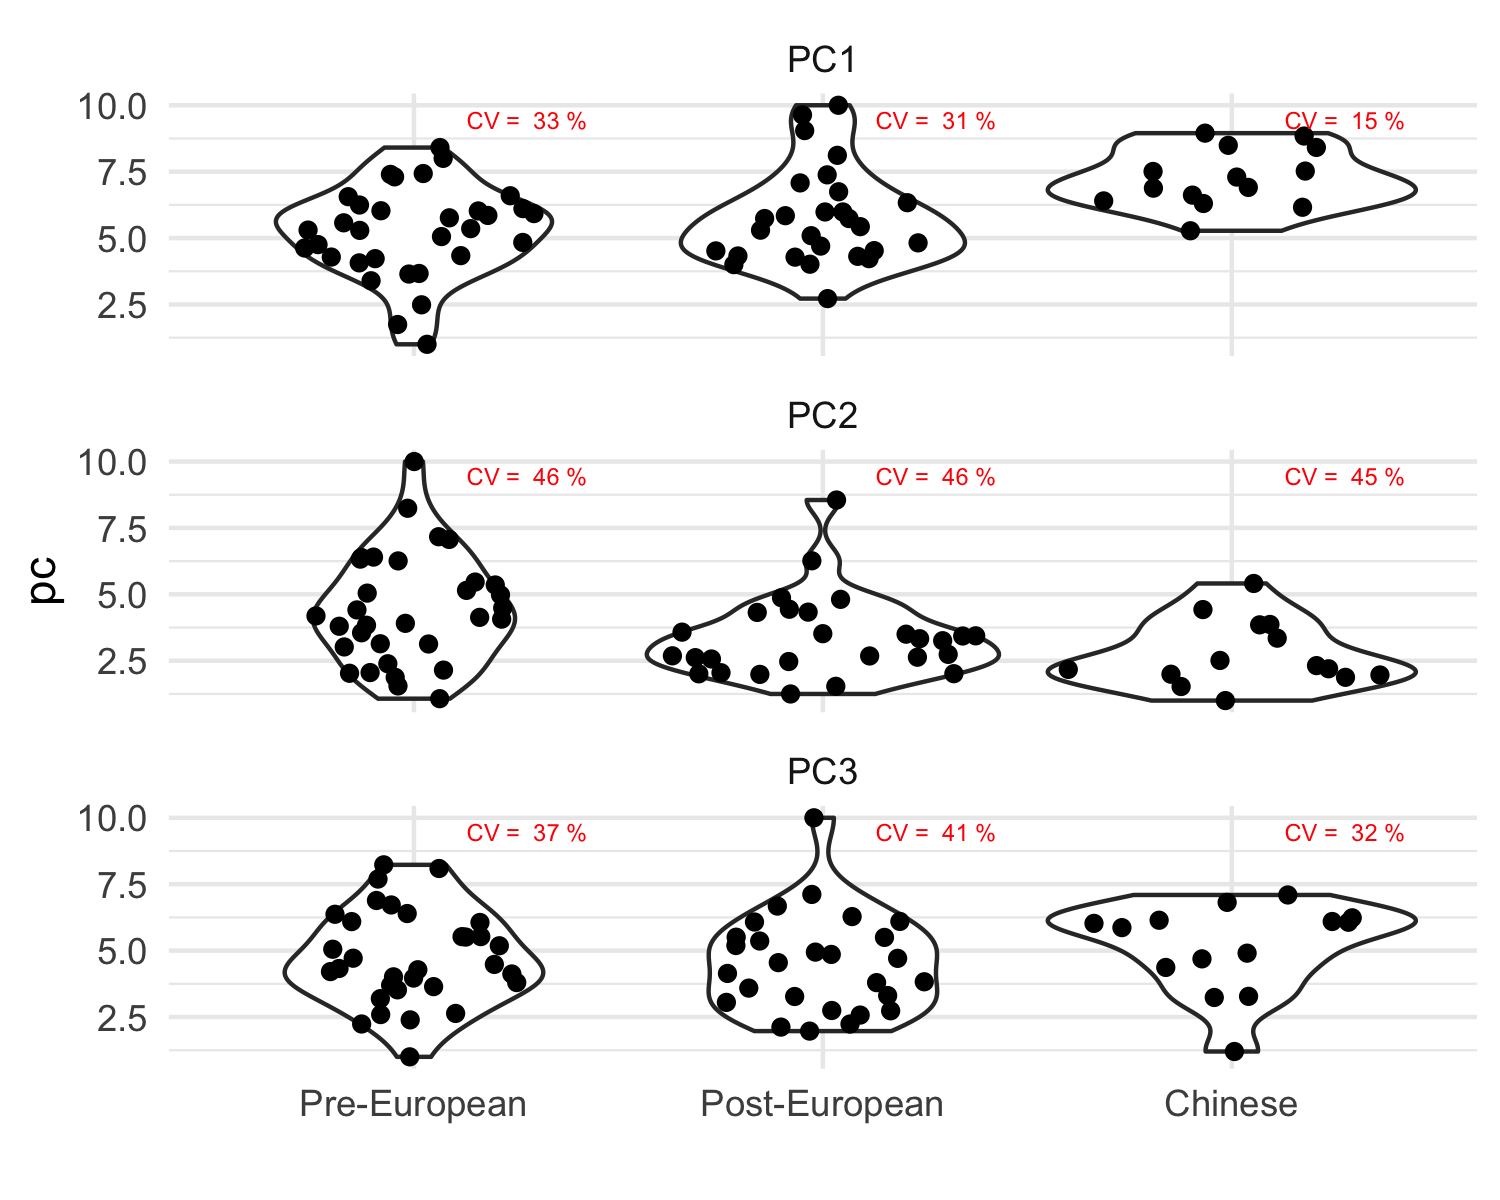 PC1
10.0
7.5
5.0
2.5
CV = 33 %
CV = 31 %
CV = 15 %
PC2
10.0
7.5
5.0
2.5
CV = 46 %
CV = 46 %
CV = 45 %
pc
PC3
10.0
7.5
5.0
2.5
CV = 37 %
CV = 41 %
CV = 32 %
Pre-European
Post-European
Chinese